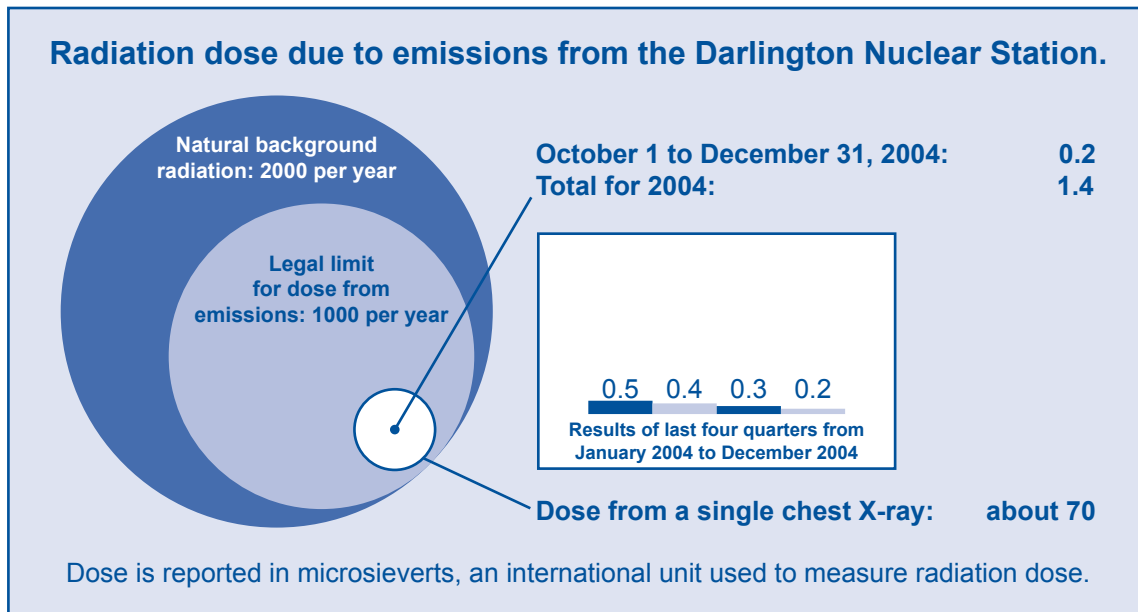 Radiation dose due to emissions from the Darlington Nuclear Station.
Natural background
radiation: 2000 per year
Legal limit
for dose from
emissions: 1000 per year
October 1 to December 31, 2004: 0.2
Total for 2004: 1.4
0.5 0.4 0.3 0.2
Results of last four quarters from
January 2004 to December 2004
Dose from a single chest X-ray: about 70
Dose is reported in microsieverts, an international unit used to measure radiation dose.